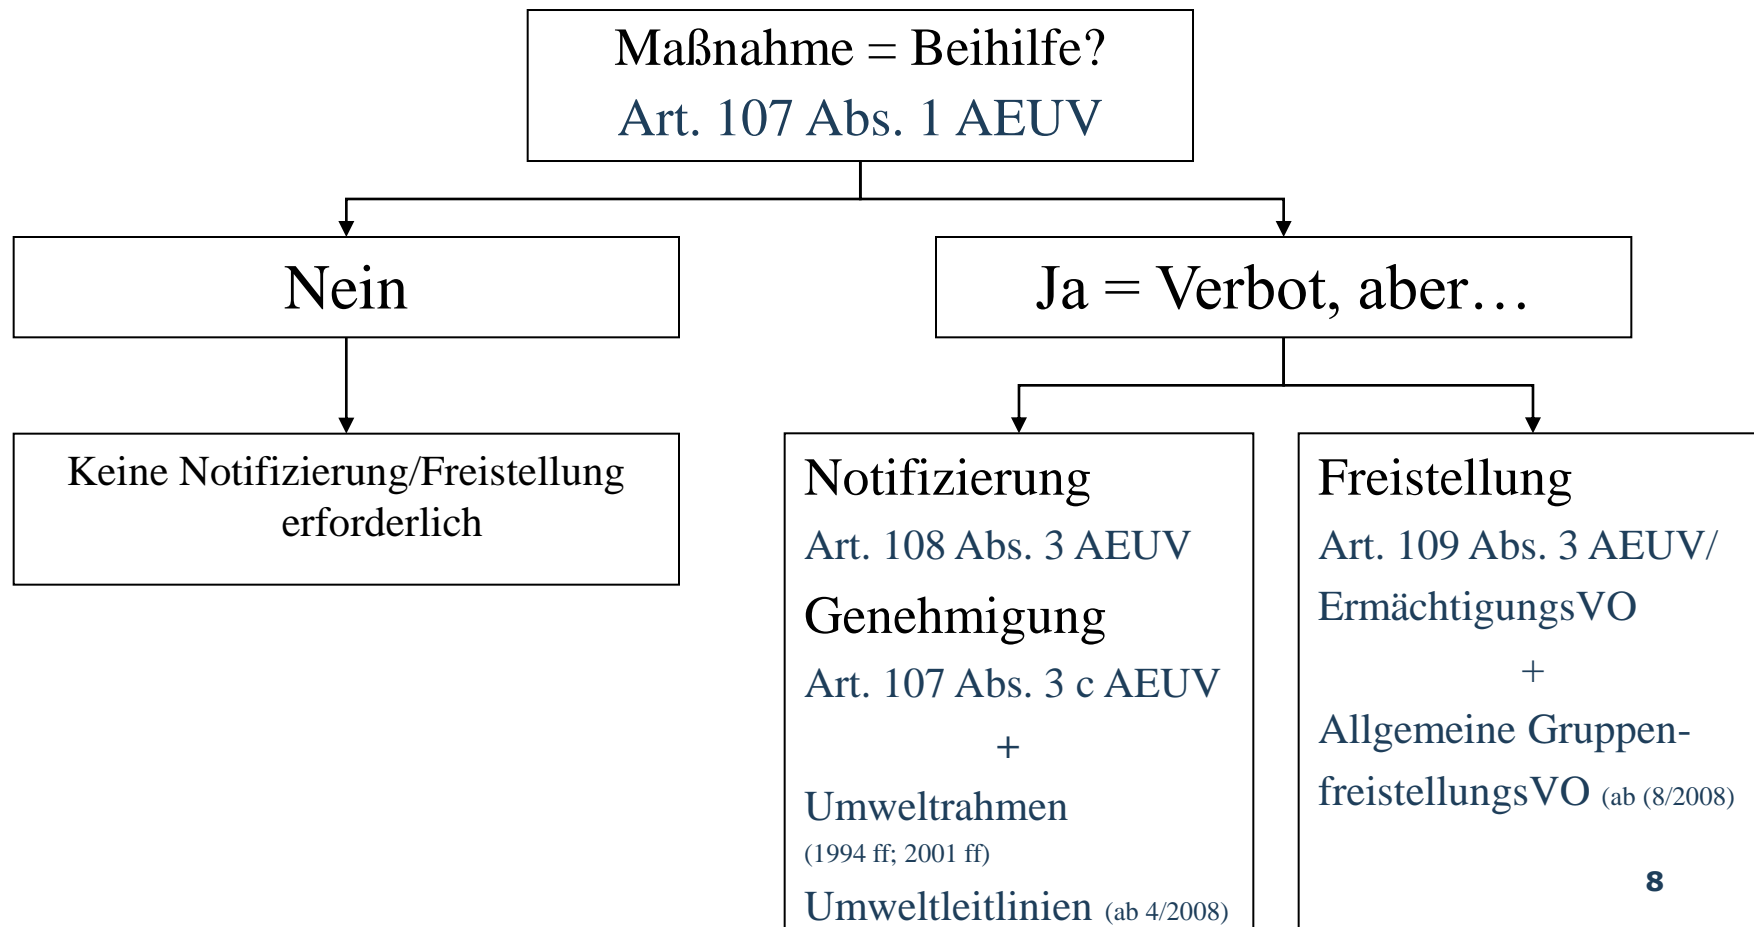 Maßnahme = Beihilfe?
Art. 107 Abs. 1 AEUV
Nein
Ja = Verbot, aber…
Keine Notifizierung/Freistellung
erforderlich
Notifizierung
Art. 108 Abs. 3 AEUV
Genehmigung
Art. 107 Abs. 3 c AEUV
+
Umweltrahmen
(1994 ff; 2001 ff)
Umweltleitlinien (ab 4/2008)
Freistellung
Art. 109 Abs. 3 AEUV/
ErmächtigungsVO
+
Allgemeine Gruppen-
freistellungsVO (ab (8/2008)
8